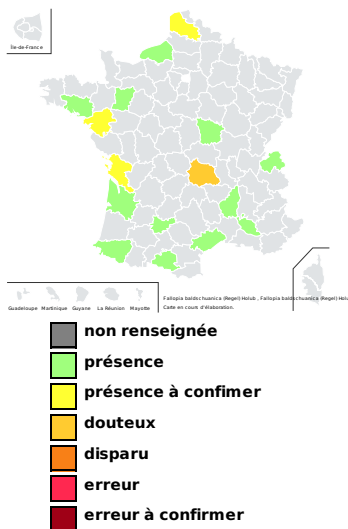 Île-de-France
Guadeloupe Martinique Guyane La Réunion Mayotte
Fallopia baldschuanica (Regel) Holub , Fallopia baldschuanica (Regel) Holu
Carte en cours d'élaboration.
non renseignée
présence
présence à confimer
douteux
disparu
erreur
erreur à confirmer